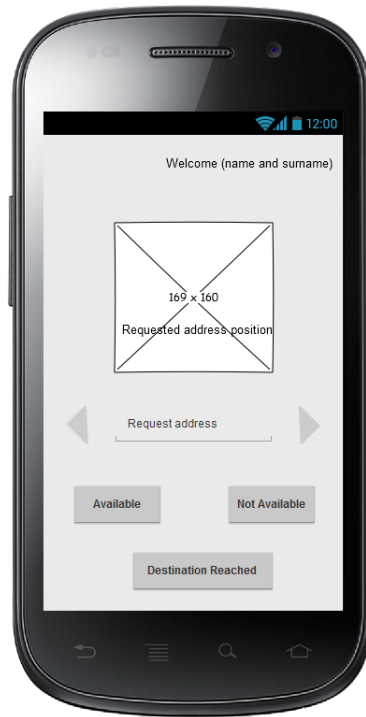 12:00
Welcome (name and surname)
169 x 160
Requested address position
Request address
Available
Not Available
Destination Reached